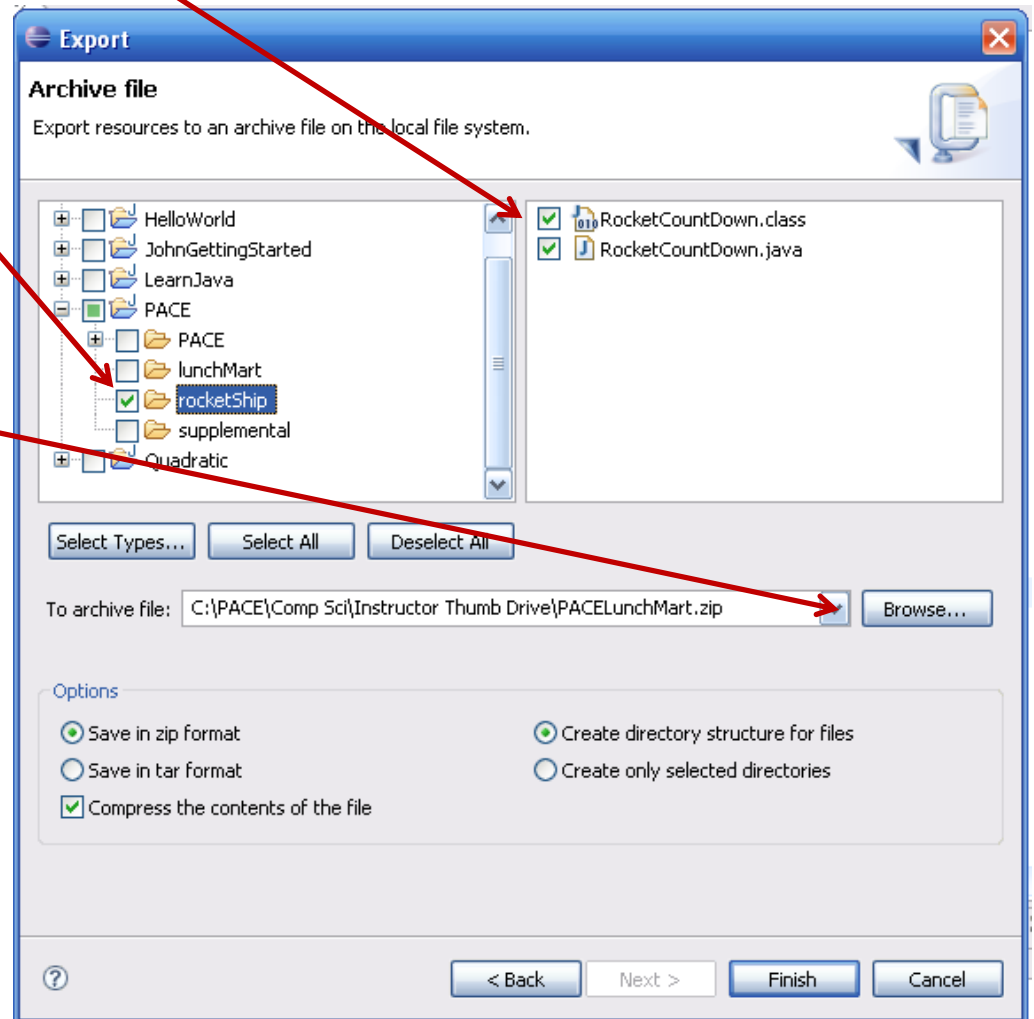 Export
Archive file
Export resources to an archive file on the local file system.
HelloWorld
JohnGettingStarted
LearnJava
PACE
PACE
lunchMart
rocketShip
supplemental
Quadratic
RocketCountDown.class
RocketCountDown.java
Select Types... Select All Deselect All
To archive file: C:\PACE\Comp Sci\Instructor Thumb Drive\PACELunchMart.zip Browse...
Options
Save in zip format Create directory structure for files
Save in tar format Create only selected directories
Compress the contents of the file
? < Back Next > Finish Cancel